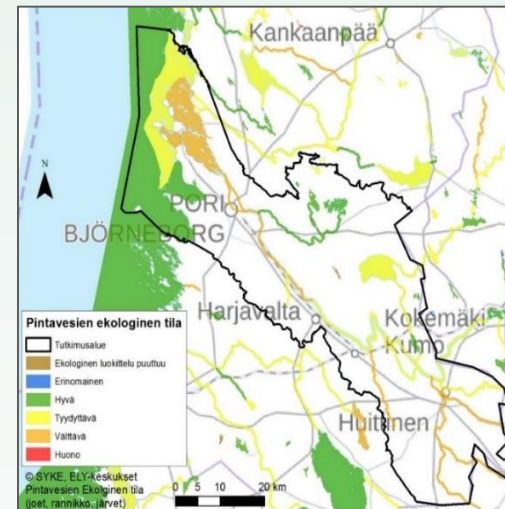 Kankaanpää
N
PORI
BJÖRNEBORG
Harjavalta
Kokemäki
Kumo
Huittinen
Pintavesien ekologinen tila
Tutkimusalue
Ekologinen luokittelu puuttuu
Erinomainen
Hyvä
Tyydyttävä
Välttävä
Huono
© SYKE, ELY-keskukset
Pintavesien Ekolginen tila
(joet, rannikko, järvet)
0 5 10 20 km